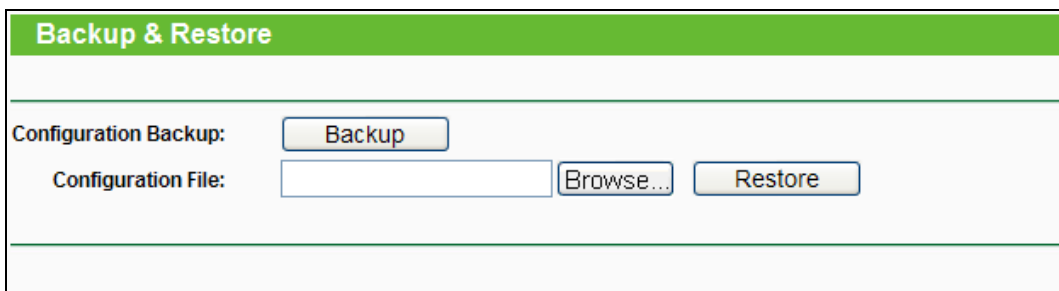 Backup & Restore
Configuration Backup: Backup
Configuration File: Browse... Restore